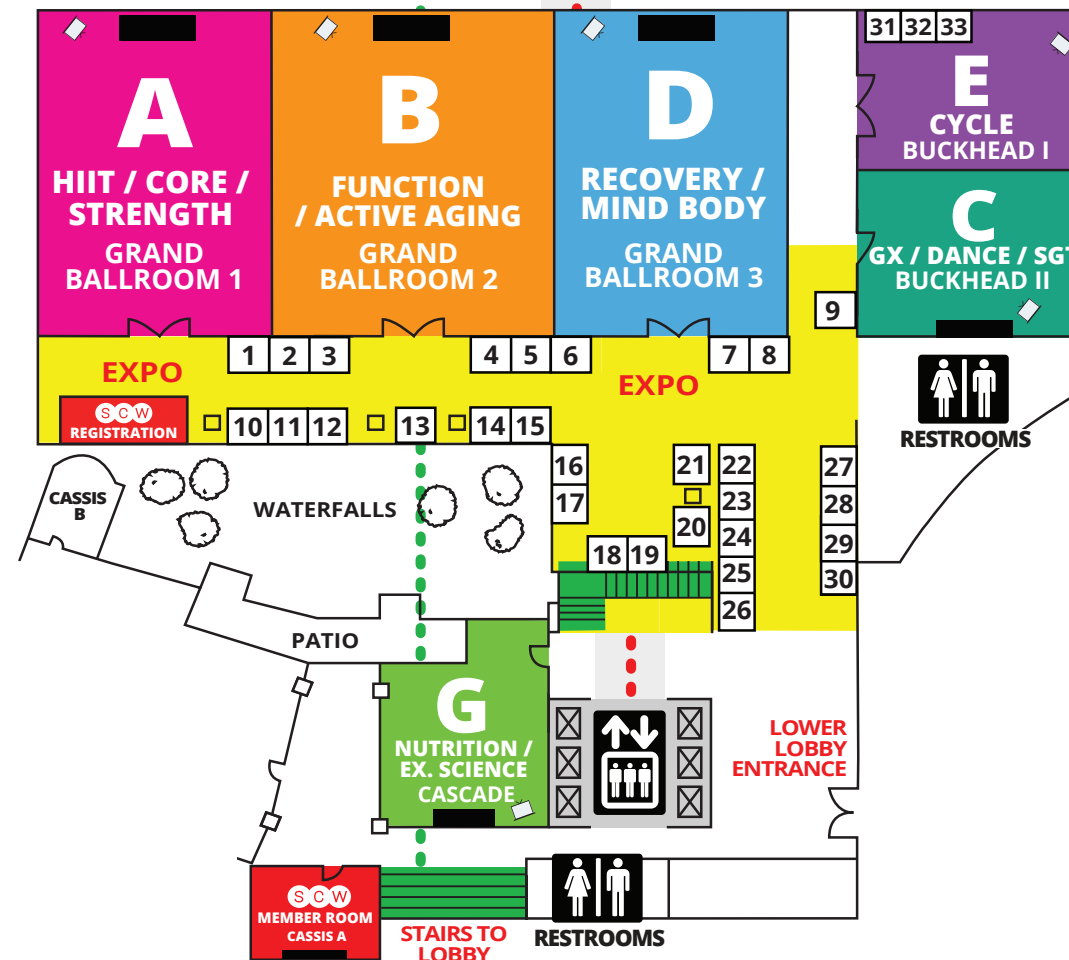 31 32 33
A
HIIT / CORE /
STRENGTH
GRAND
BALLROOM 1
B
FUNCTION
/ ACTIVE AGING
GRAND
BALLROOM 2
D
RECOVERY /
MIND BODY
GRAND
BALLROOM 3
E
CYCLE
BUCKHEAD I
C
GX / DANCE / SGT
BUCKHEAD II
9
1 2 3
4 5 6
7 8
EXPO
EXPO
SCW
REGISTRATION
10 11 12
13
14 15
RESTROOMS
16
17
18 19
20
21
22
23
24
25
26
27
28
29
30
CASSIS
B
WATERFALLS
PATIO
G
NUTRITION /
EX. SCIENCE
CASCADE
LOWER
LOBBY
ENTRANCE
SCW
MEMBER ROOM
CASSIS A
STAIRS TO
LOBBY
RESTROOMS